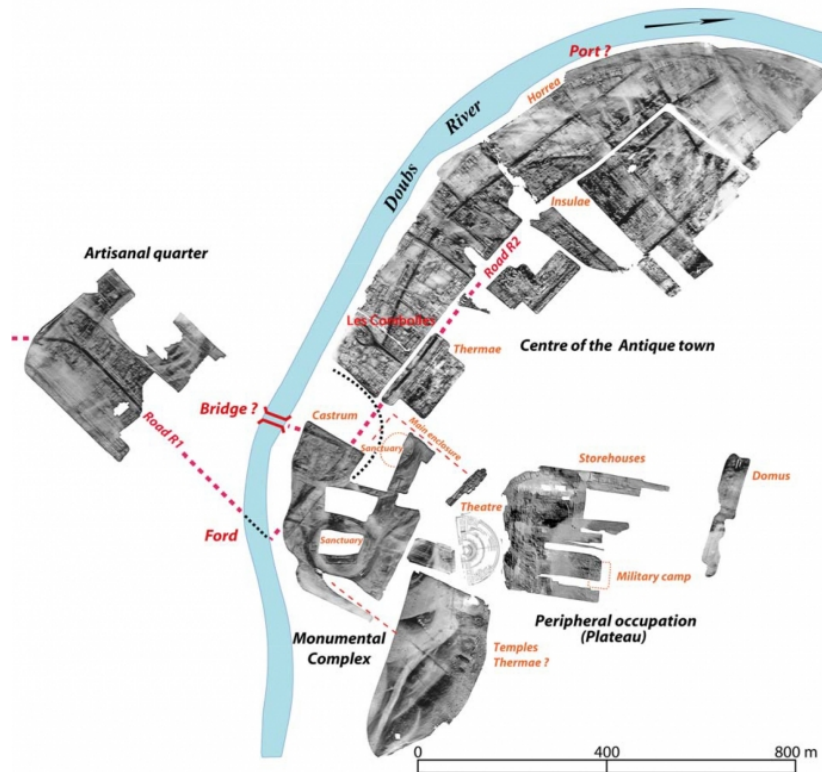 Port ?
Horrea
River
Doubs
Insulae
Artisanal quarter
Road R2
Les Combolles
Thermae
Centre of the Antique town
Road R1
Bridge ?
Castrum
Main enclosure
Sanctuary
Storehouses
Domus
Theatre
Ford
Sanctuary
Military camp
Peripheral occupation
(Plateau)
Monumental
Complex
Temples
Thermae ?
0
400
800 m